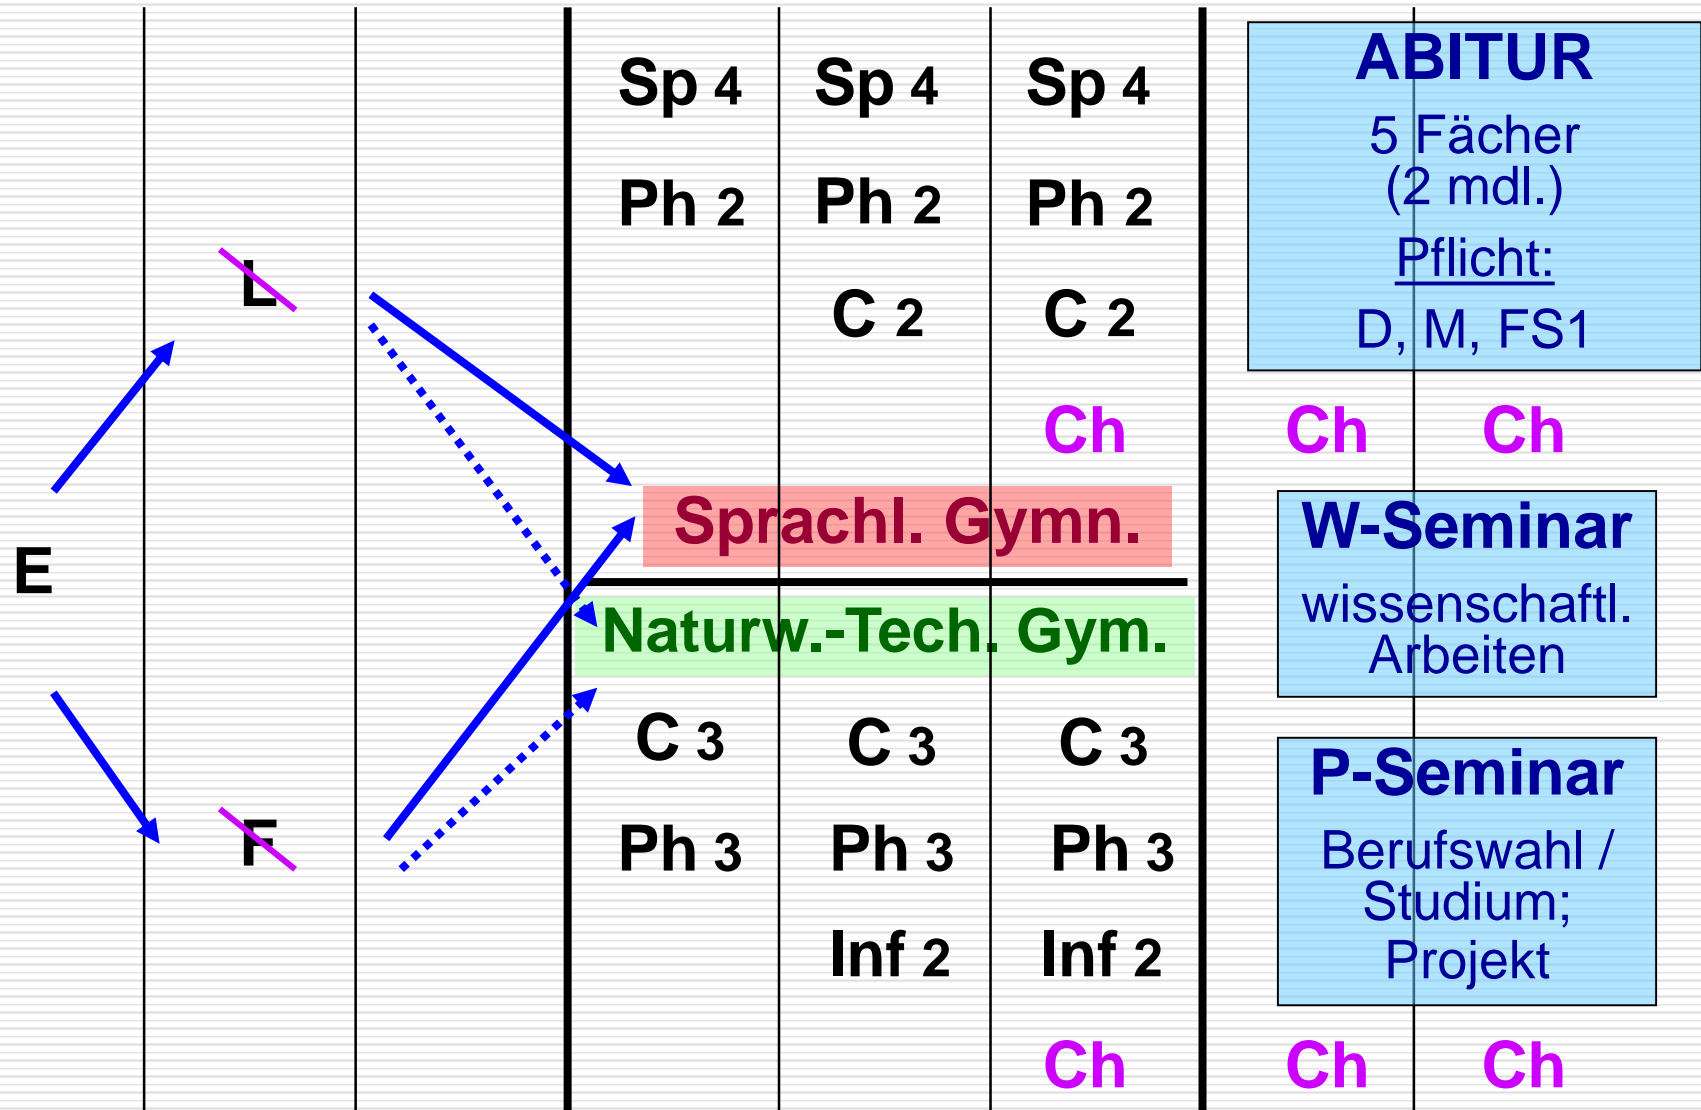 Sp 4 Sp 4 Sp 4
Ph 2 Ph 2 Ph 2
C 2 C 2
Ch
L
E
F
Sprachl. Gymn.
Naturw.-Tech. Gym.
C 3 C 3 C 3
Ph 3 Ph 3 Ph 3
Inf 2 Inf 2
Ch
ABITUR
5 Fächer
(2 mdl.)
Pflicht:
D, M, FS1
Ch Ch
W-Seminar
wissenschaftl.
Arbeiten
P-Seminar
Berufswahl /
Studium;
Projekt
Ch Ch